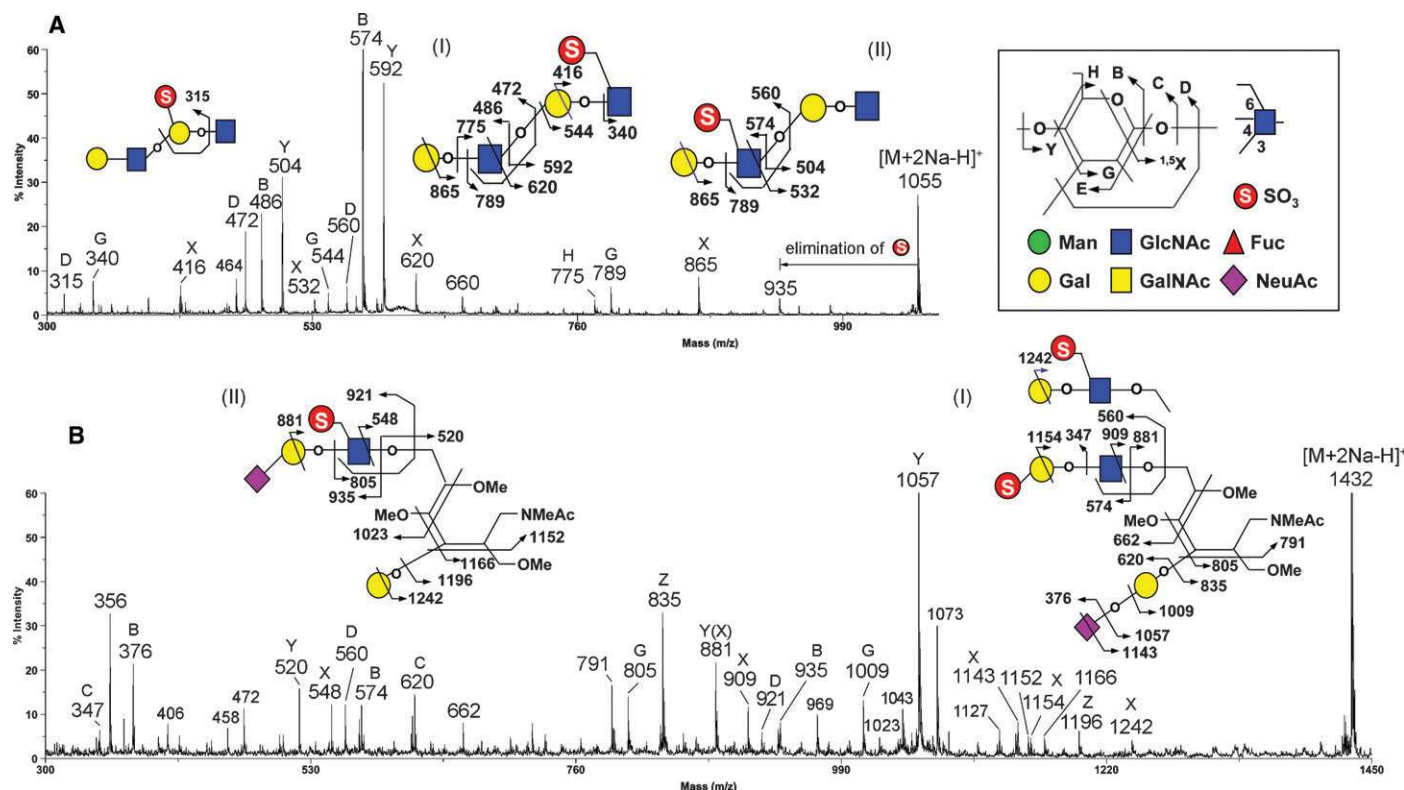 A
% Intensity
60
50
40
30
20
10
0
300
530
760
990
Mass (m/z)
D
315
G
340
X
416
464
D
472
B
486
Y
504
X
532
G
544
D
560
B
574
Y
592
X
620
660
H
775
G
789
X
865
935
elimination of S
[M+2Na-H]+
1055
S
315
O
O
(I)
S
416
472
486
775
O
O
O
544
340
592
620
865
789
(II)
560
S
574
O
O
O
504
532
865
789
H
B
C
D
O
O
O
Y
E
G
1,5X
6
4
3
S
SO3
Man
GlcNAc
Fuc
Gal
GalNAc
NeuAc
B
% Intensity
60
50
40
30
20
10
0
300
530
760
990
1220
1450
Mass (m/z)
C
347
356
B
376
406
458
472
Y
520
X
548
D
560
B
574
C
620
662
791
G
805
Z
835
Y(X)
881
X
909
D
921
B
935
969
G
1009
1023
1043
Y
1057
1073
1127
X
1143
1152
X
1154
1166
Z
1196
X
1242
[M+2Na-H]+
1432
(II)
921
881
S
548
O
O
520
805
935
OMe
MeO
NMeAc
1023
1152
1166
OMe
O
1196
1242
(I)
1242
S
O
O
560
1154
347
909
881
O
O
S
574
OMe
MeO
NMeAc
662
791
620
805
OMe
O
835
376
O
1009
1057
1143